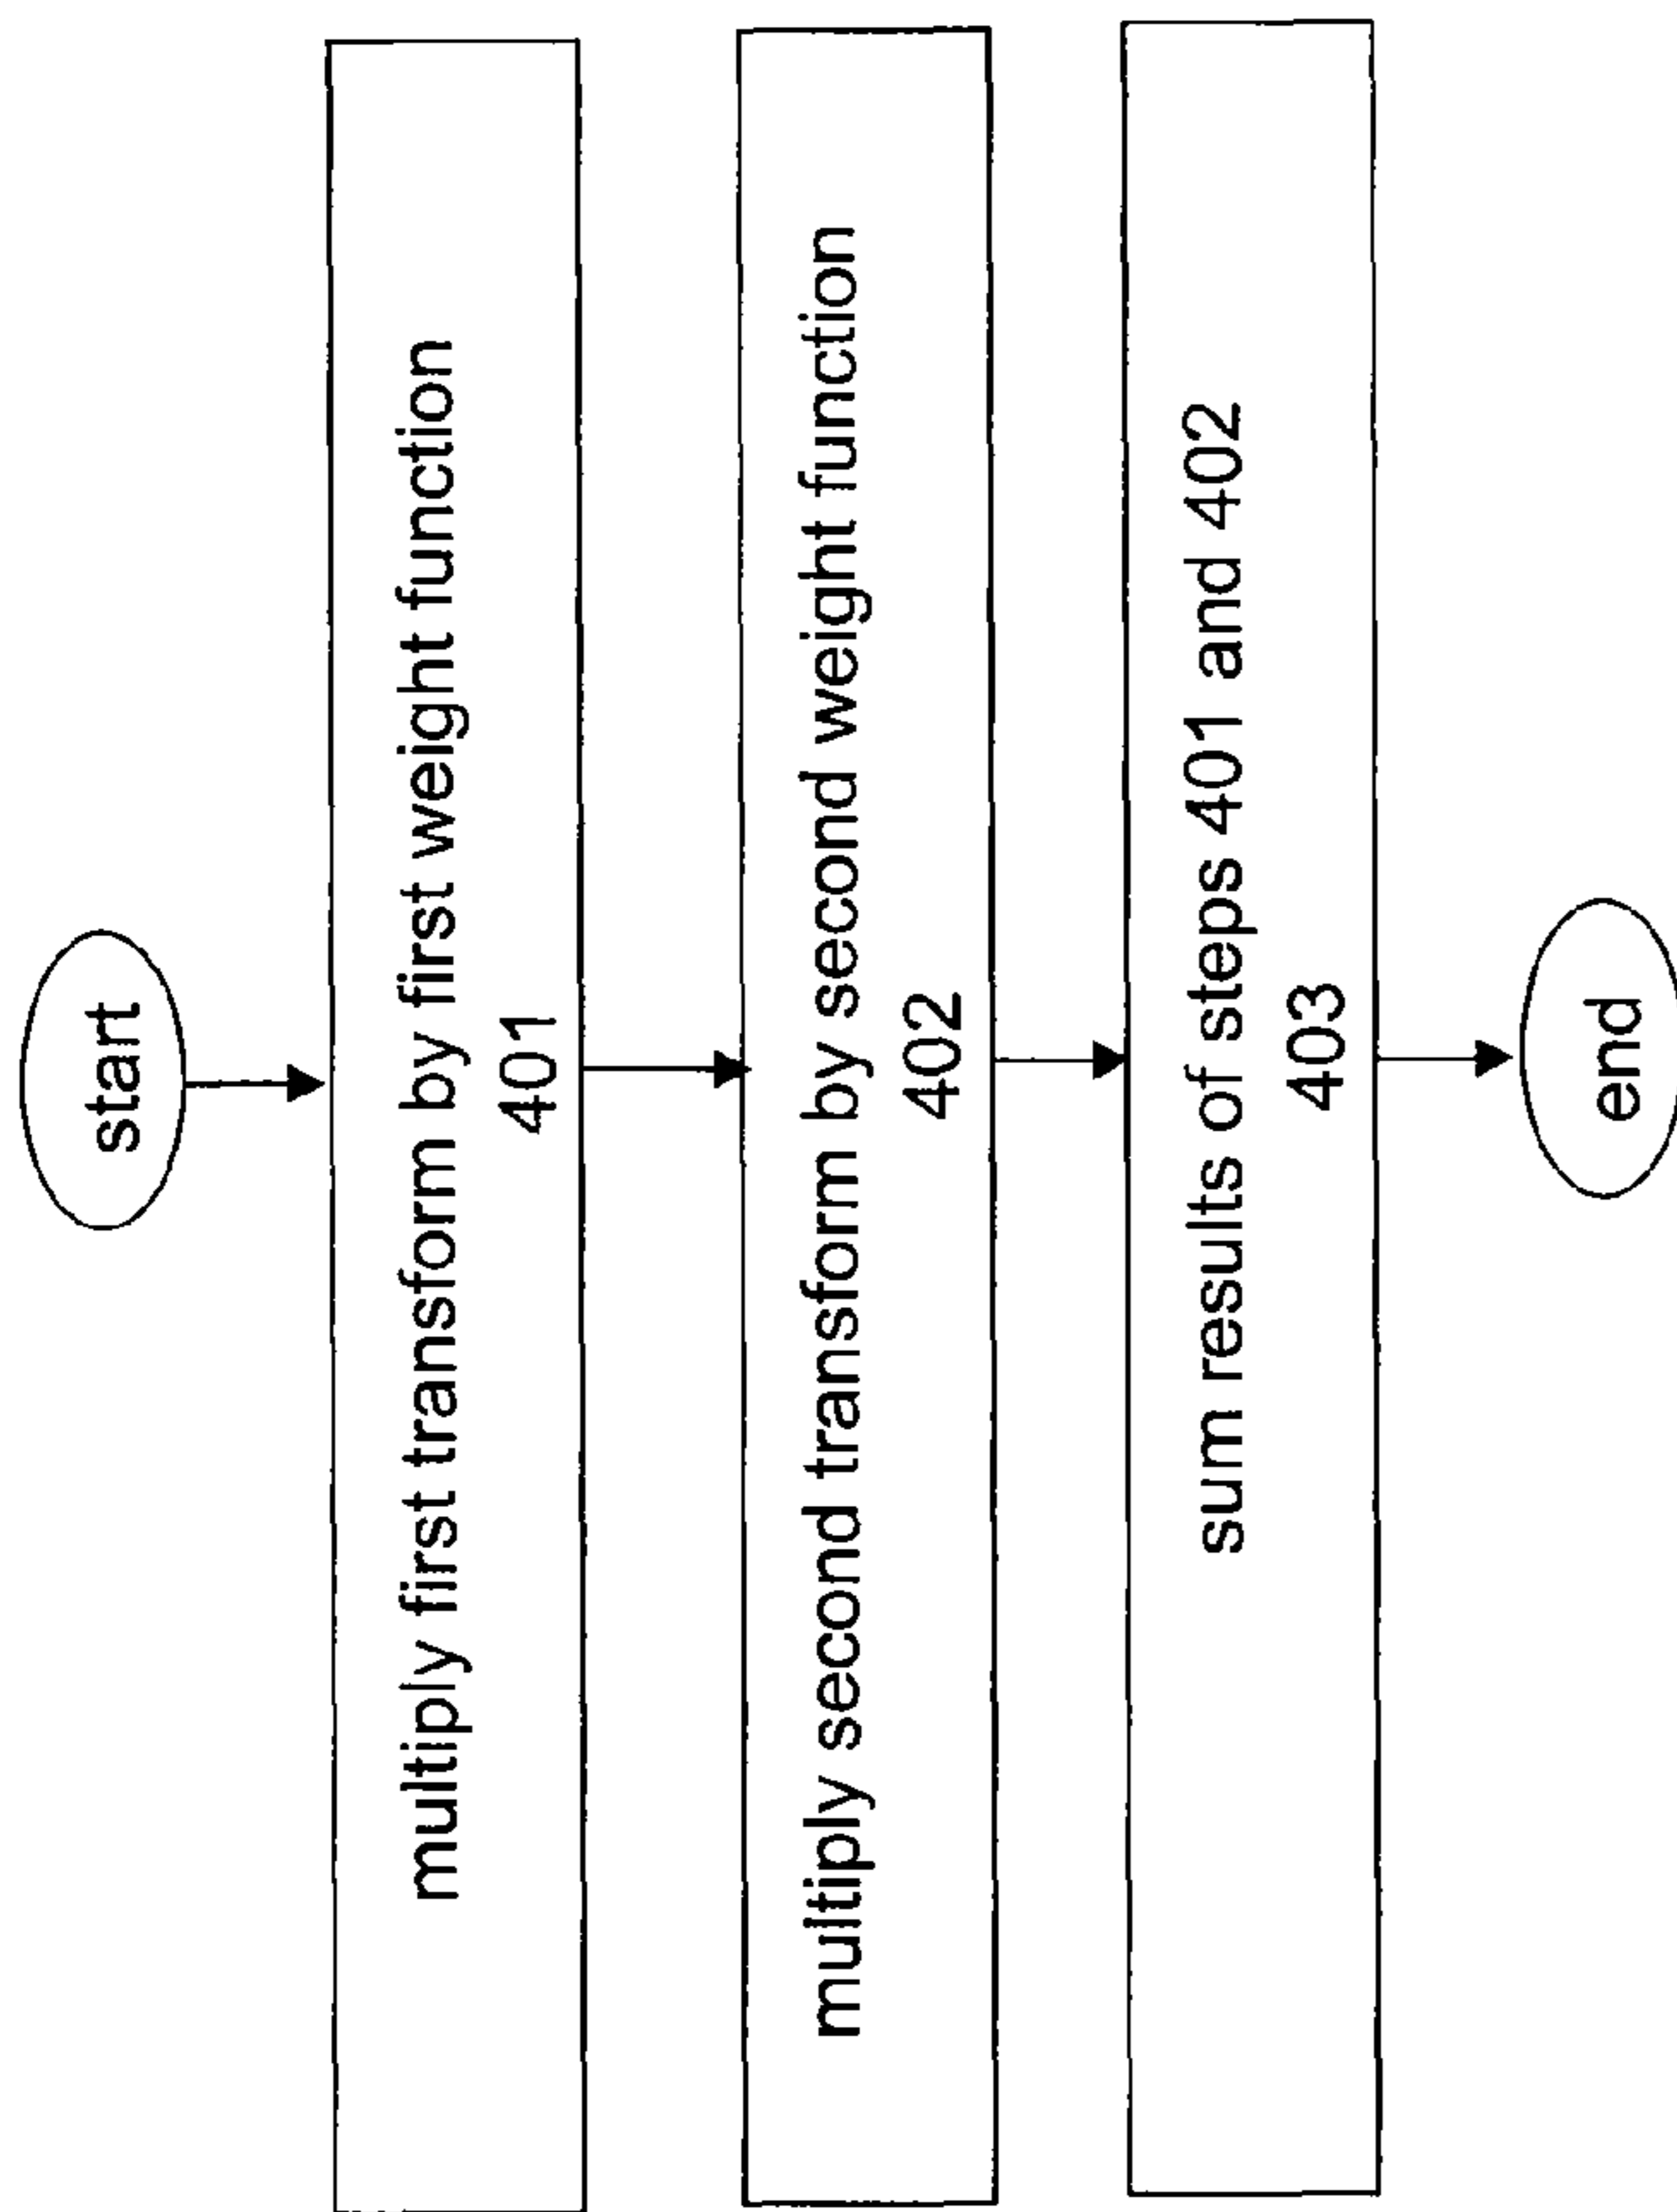 start
multiply first transform by first weight function
401
multiply second transform by second weight function
402
sum results of steps 401 and 402
403
end